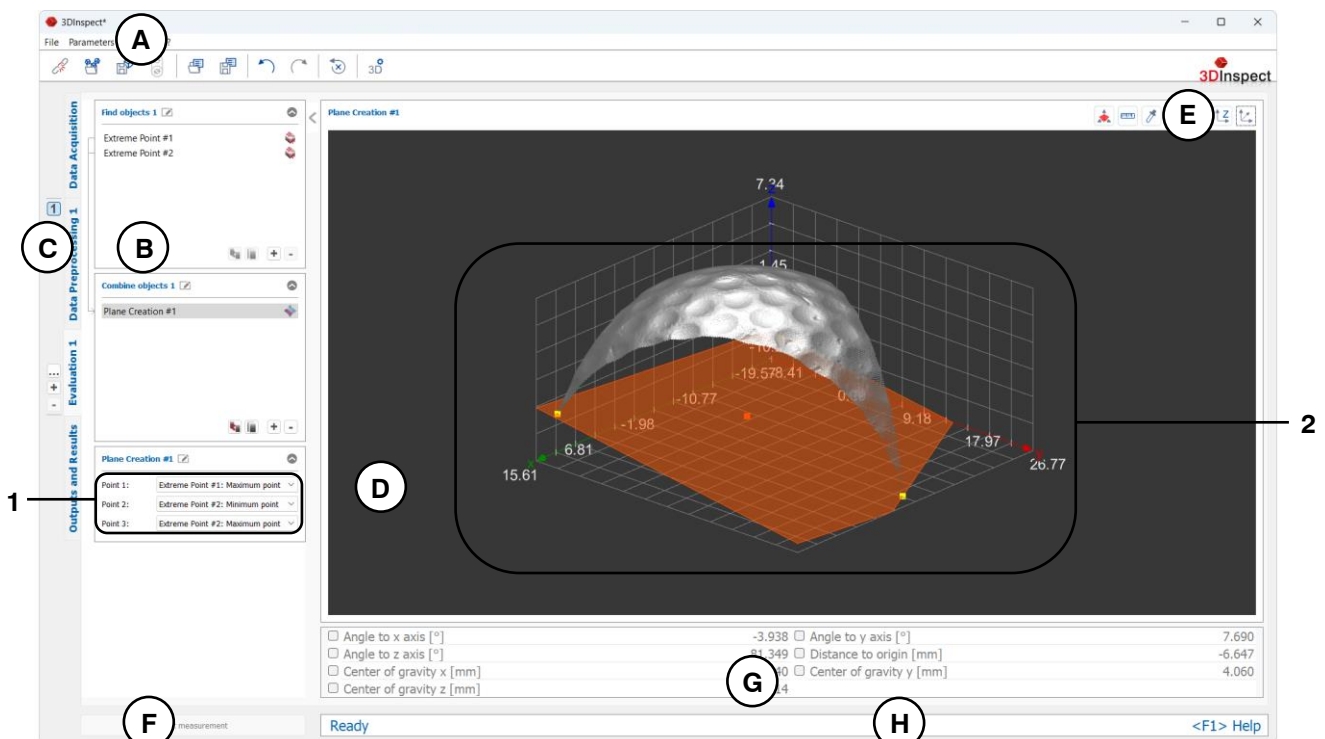 3DInspect*
File Parameters ?
A
3D
3DInspect
Data Acquisition
Data Preprocessing 1
Evaluation 1
Outputs and Results
1
...
+
-
C
Find objects 1
Extreme Point #1
Extreme Point #2
B
+ -
Combine objects 1
Plane Creation #1
+ -
Plane Creation #1
Point 1: Extreme Point #1: Maximum point
Point 2: Extreme Point #2: Minimum point
Point 3: Extreme Point #2: Maximum point
1
Plane Creation #1
E
Z
7.34
Z
1.45
-19.57
-8.41
-10.77
-1.98
6.81
15.61
9.18
17.97
26.77
2
D
Angle to x axis [°] -3.938 Angle to y axis [°] 7.690
Angle to z axis [°] 81.349 Distance to origin [mm] -6.647
Center of gravity x [mm] 40 Center of gravity y [mm] 4.060
Center of gravity z [mm] 14
G
F
measurement
Ready
H
<F1> Help